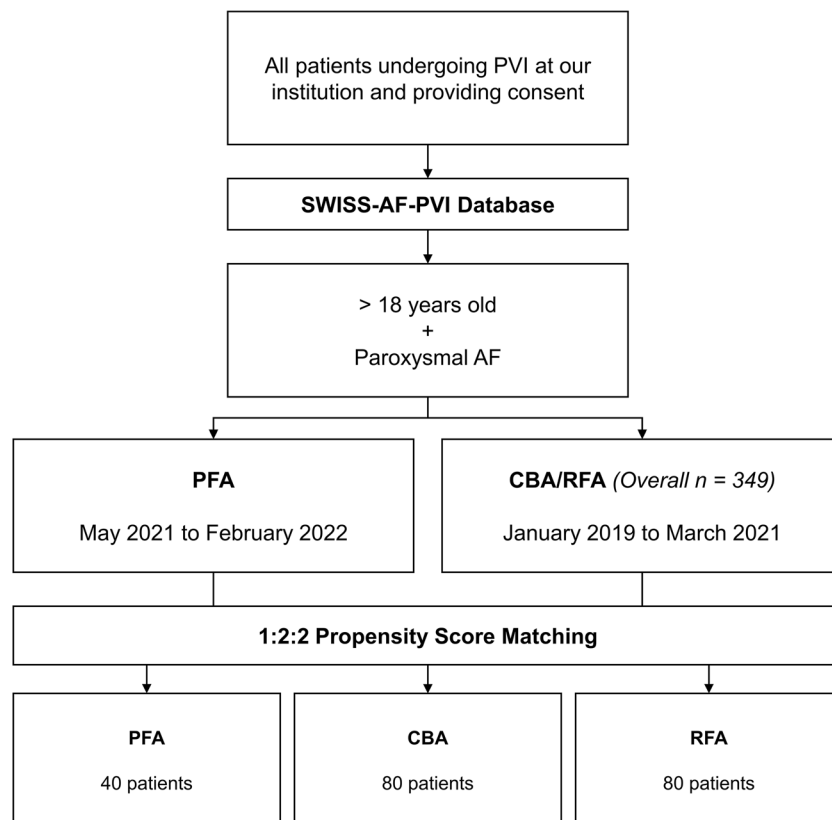 All patients undergoing PVI at our
institution and providing consent
SWISS-AF-PVI Database
> 18 years old
+
Paroxysmal AF
PFA
May 2021 to February 2022
CBA/RFA (Overall n = 349)
January 2019 to March 2021
1:2:2 Propensity Score Matching
PFA
40 patients
CBA
80 patients
RFA
80 patients